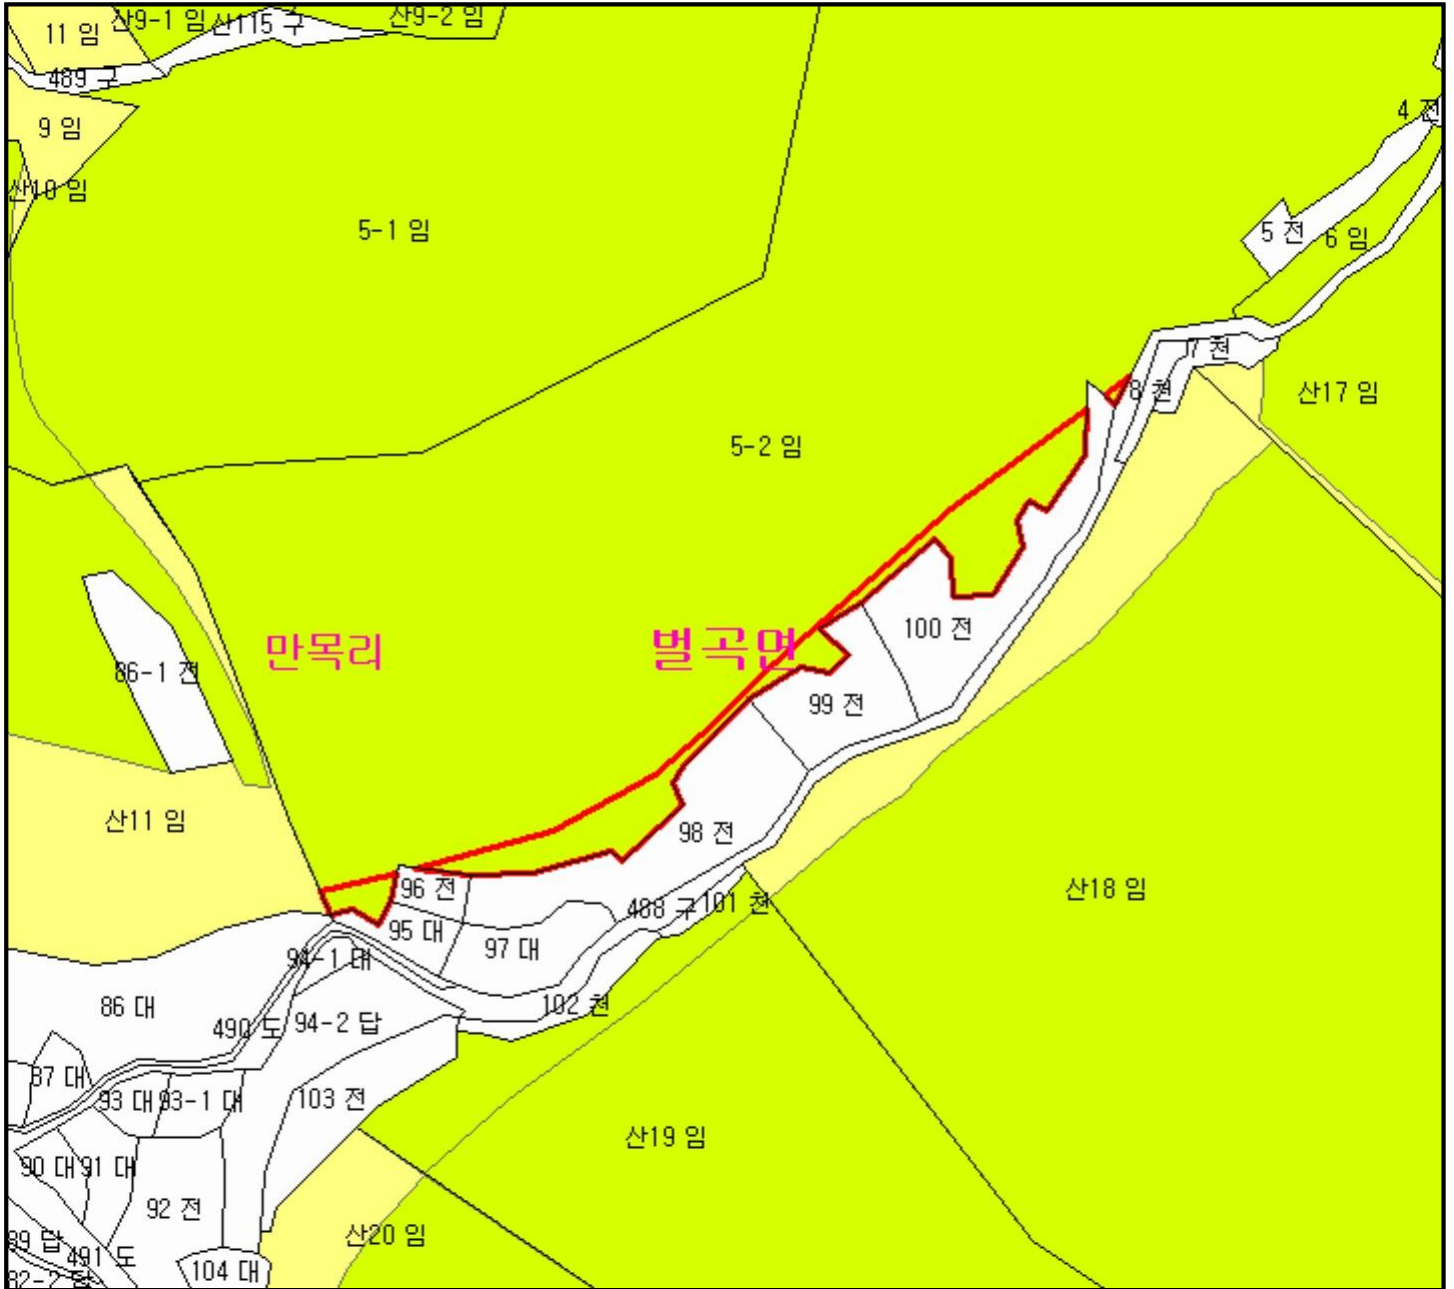 산9-1 임
산115 구
산9-2 임
11 임
489 구
4 전
9 임
산10 임
5-1 임
5 전
6 임
7 천
8 천
산17 임
5-2 임
100 전
만목리
벌곡면
86-1 전
99 전
산11 임
98 전
96 전
산18 임
488 구
101 천
95 대
97 대
94-1 대
86 대
102 천
490 도
94-2 답
87 대
93 대
93-1 대
103 전
산19 임
90 대
91 대
92 전
산20 임
89 답
491 도
104 대
82-2 답